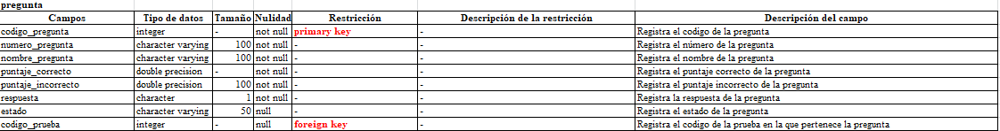 pregunta
Campos Tipo de datos Tamaño Nulidad Restricción Descripción de la restricción Descripción del campo
codigo_pregunta integer - not null primary key - Registra el codigo de la pregunta
numero_pregunta character varying 100 not null - - Registra el número de la pregunta
nombre_pregunta character varying 100 not null - - Registra el nombre de la pregunta
puntaje_correcto double precision - not null - - Registra el puntaje correcto de la pregunta
puntaje_incorrecto double precision 100 not null - - Registra el puntaje incorrecto de la pregunta
respuesta character 1 not null - - Registra la respuesta de la pregunta
estado character varying 50 null - - Registra el estado de la pregunta
codigo_prueba integer - null foreign key - Registra el codigo de la prueba en la que pertenece la pregunta